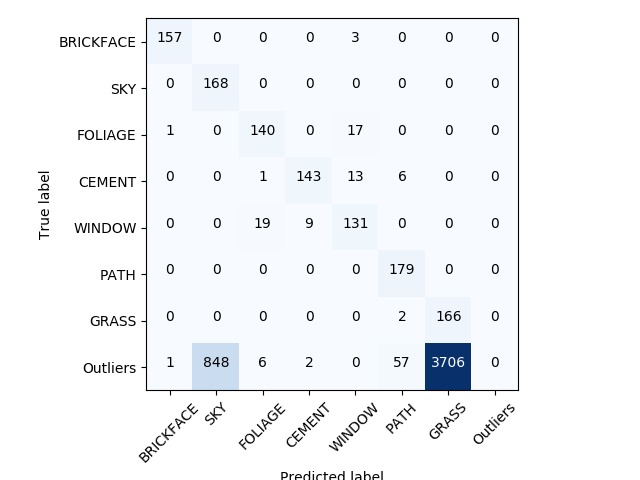 BRICKFACE 157 0 0 0 3 0 0 0
SKY 0 168 0 0 0 0 0 0
FOLIAGE 1 0 140 0 17 0 0 0
CEMENT 0 0 1 143 13 6 0 0
WINDOW 0 0 19 9 131 0 0 0
PATH 0 0 0 0 0 179 0 0
GRASS 0 0 0 0 0 2 166 0
Outliers 1 848 6 2 0 57 3706 0
True label
BRICKFACE SKY FOLIAGE CEMENT WINDOW PATH GRASS Outliers
Predicted label